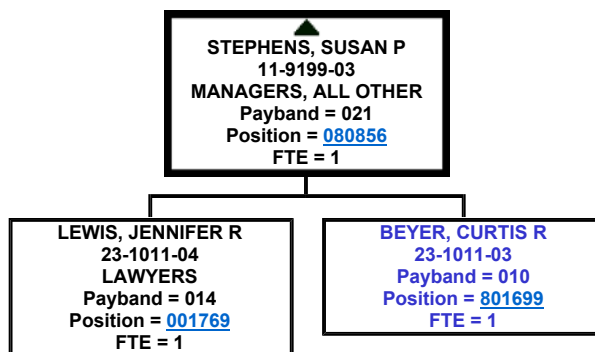 STEPHENS, SUSAN P
11-9199-03
MANAGERS, ALL OTHER
Payband = 021
Position = 080856
FTE = 1
LEWIS, JENNIFER R
23-1011-04
LAWYERS
Payband = 014
Position = 001769
FTE = 1
BEYER, CURTIS R
23-1011-03
Payband = 010
Position = 801699
FTE = 1